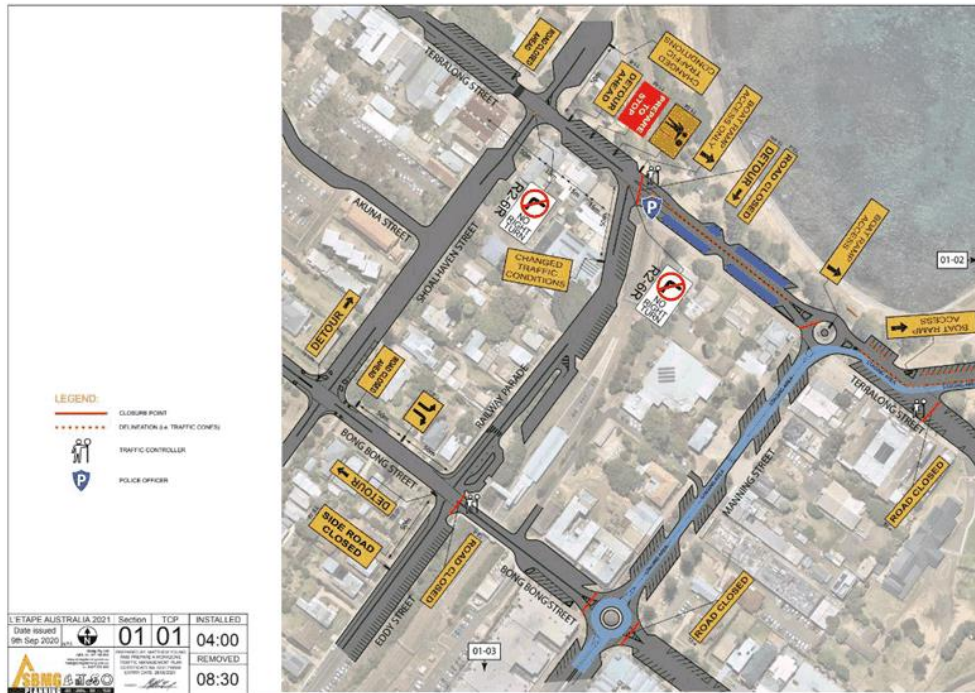 TERRALONG STREET
ROAD CLOSED
AHEAD
CHANGED
TRAFFIC
CONDITIONS
DETOUR
AHEAD
PREPARE
TO
STOP
BOAT RAMP
ACCESS ONLY
ROAD CLOSED
DETOUR
BOAT RAMP
ACCESS
01-02
BOAT RAMP
ACCESS
AKUNA STREET
SHOALHAVEN STREET
R2-6R
NO
RIGHT
TURN
CHANGED
TRAFFIC
CONDITIONS
R2-6R
NO
RIGHT
TURN
DETOUR
ROAD CLOSED
AHEAD
RAILWAY PARADE
TERRALONG STREET
MANNING STREET
ROAD CLOSED
BONG BONG STREET
DETOUR
SIDE ROAD
CLOSED
ROAD CLOSED
EDDY STREET
BONG BONG STREET
ROAD CLOSED
01-03
LEGEND:
CLOSURE POINT
DELINEATION (i.e. TRAFFIC CONES)
TRAFFIC CONTROLLER
P
POLICE OFFICER
L'ETAPE AUSTRALIA 2021
Section
TCP
INSTALLED
Date issued
9th Sep 2020
01
01
04:00
REMOVED
08:30
SBMG
PLANNING